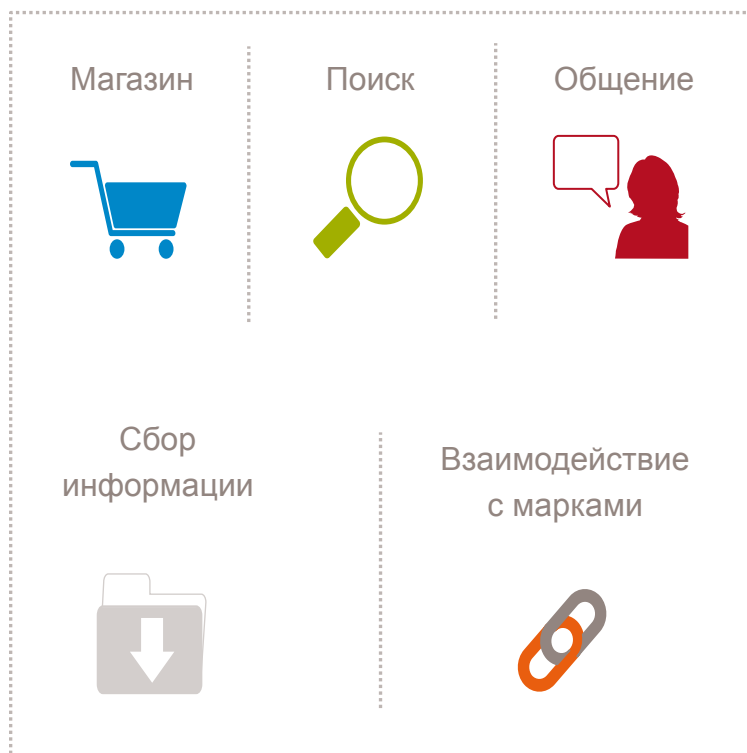 Магазин
Поиск
Общение
Сбор
информации
Взаимодействие
с марками